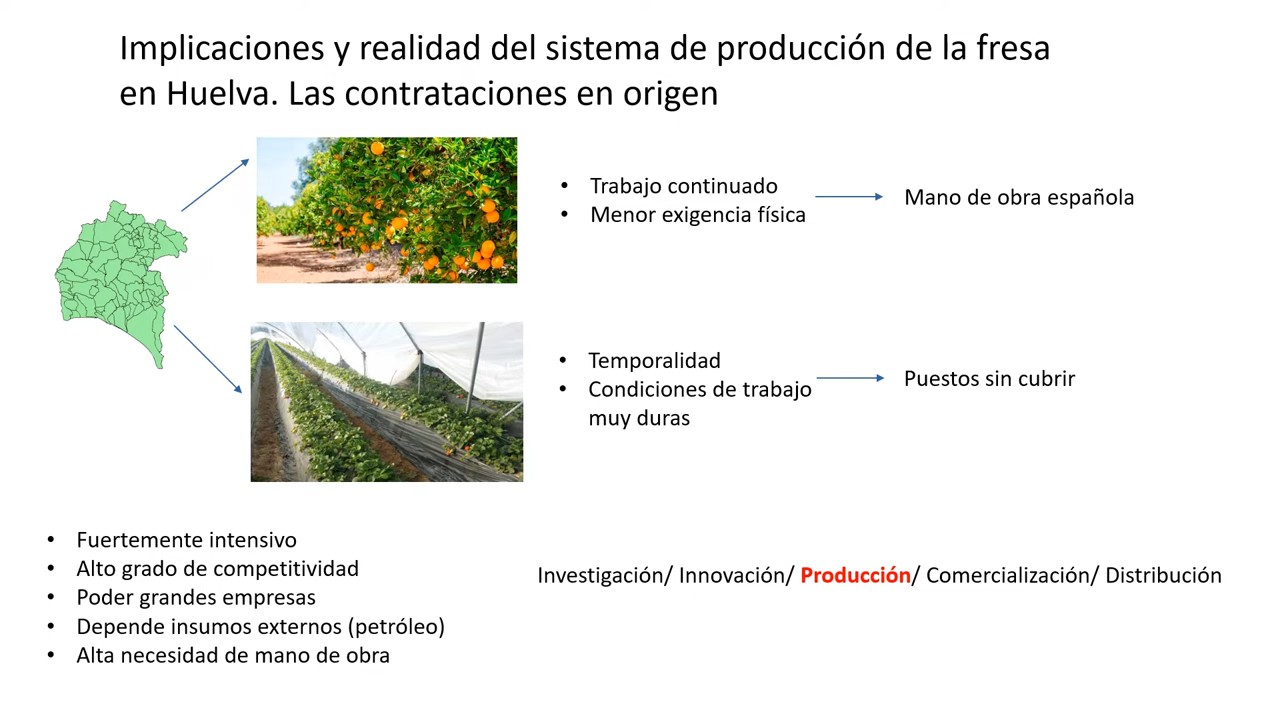 Implicaciones y realidad del sistema de producción de la fresa
en Huelva. Las contrataciones en origen
• Trabajo continuado
• Menor exigencia física
Mano de obra española
• Temporalidad
• Condiciones de trabajo
muy duras
Puestos sin cubrir
• Fuertemente intensivo
• Alto grado de competitividad
• Poder grandes empresas
• Depende insumos externos (petróleo)
• Alta necesidad de mano de obra
Investigación/ Innovación/ Producción/ Comercialización/ Distribución